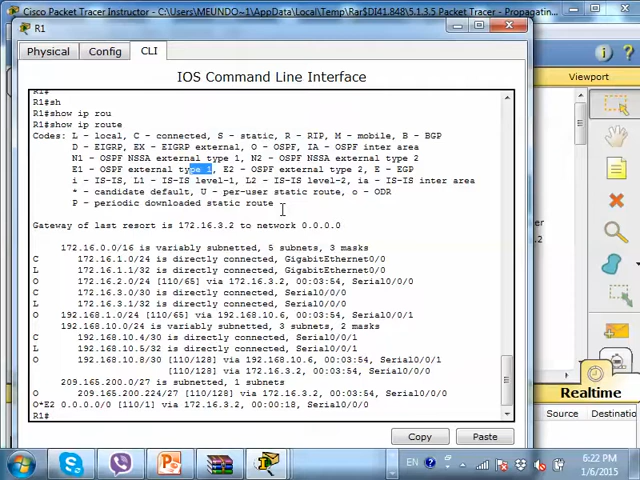 Cisco Packet Tracer Instructor - C:\Users\MEUNDO~1\AppData\Local\Temp\Rar$DI41.848\5.1.3.5 Packet Tracer - Propagatin...
R1
Physical Config CLI
Viewport
IOS Command Line Interface
R1#
R1#sh
R1#show ip rou
R1#show ip route
Codes: L - local, C - connected, S - static, R - RIP, M - mobile, B - BGP
D - EIGRP, EX - EIGRP external, O - OSPF, IA - OSPF inter area
N1 - OSPF NSSA external type 1, N2 - OSPF NSSA external type 2
E1 - OSPF external type 1, E2 - OSPF external type 2, E - EGP
i - IS-IS, L1 - IS-IS level-1, L2 - IS-IS level-2, ia - IS-IS inter area
* - candidate default, U - per-user static route, o - ODR
P - periodic downloaded static route
Gateway of last resort is 172.16.3.2 to network 0.0.0.0
172.16.0.0/16 is variably subnetted, 5 subnets, 3 masks
C 172.16.1.0/24 is directly connected, GigabitEthernet0/0
L 172.16.1.1/32 is directly connected, GigabitEthernet0/0
O 172.16.2.0/24 [110/65] via 172.16.3.2, 00:03:54, Serial0/0/0
C 172.16.3.0/30 is directly connected, Serial0/0/0
L 172.16.3.1/32 is directly connected, Serial0/0/0
O 192.168.1.0/24 [110/65] via 192.168.10.6, 00:03:54, Serial0/0/1
192.168.10.0/24 is variably subnetted, 3 subnets, 2 masks
C 192.168.10.4/30 is directly connected, Serial0/0/1
L 192.168.10.5/32 is directly connected, Serial0/0/1
O 192.168.10.8/30 [110/128] via 192.168.10.6, 00:03:54, Serial0/0/1
[110/128] via 172.16.3.2, 00:03:54, Serial0/0/0
209.165.200.0/27 is subnetted, 1 subnets
O 209.165.200.224/27 [110/128] via 172.16.3.2, 00:03:54, Serial0/0/0
O*E2 0.0.0.0/0 [110/1] via 172.16.3.2, 00:00:18, Serial0/0/0
R1#
.2
Copy Paste
Realtime
Source Destinatio
EN
6:22 PM
1/6/2015